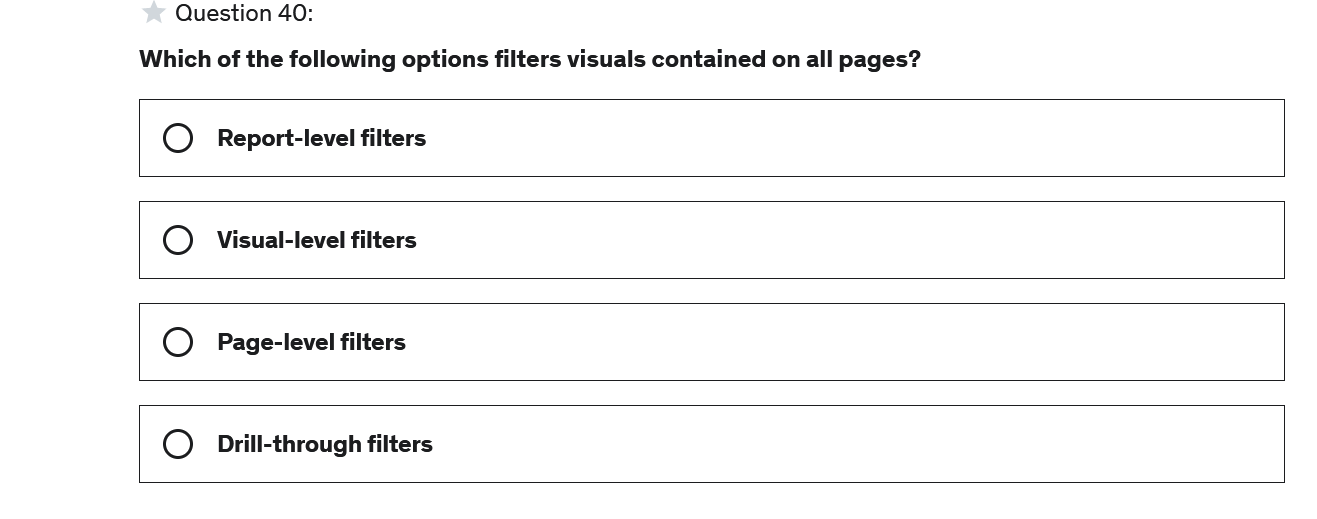 Question 40:
Which of the following options filters visuals contained on all pages?
Report-level filters
Visual-level filters
Page-level filters
Drill-through filters